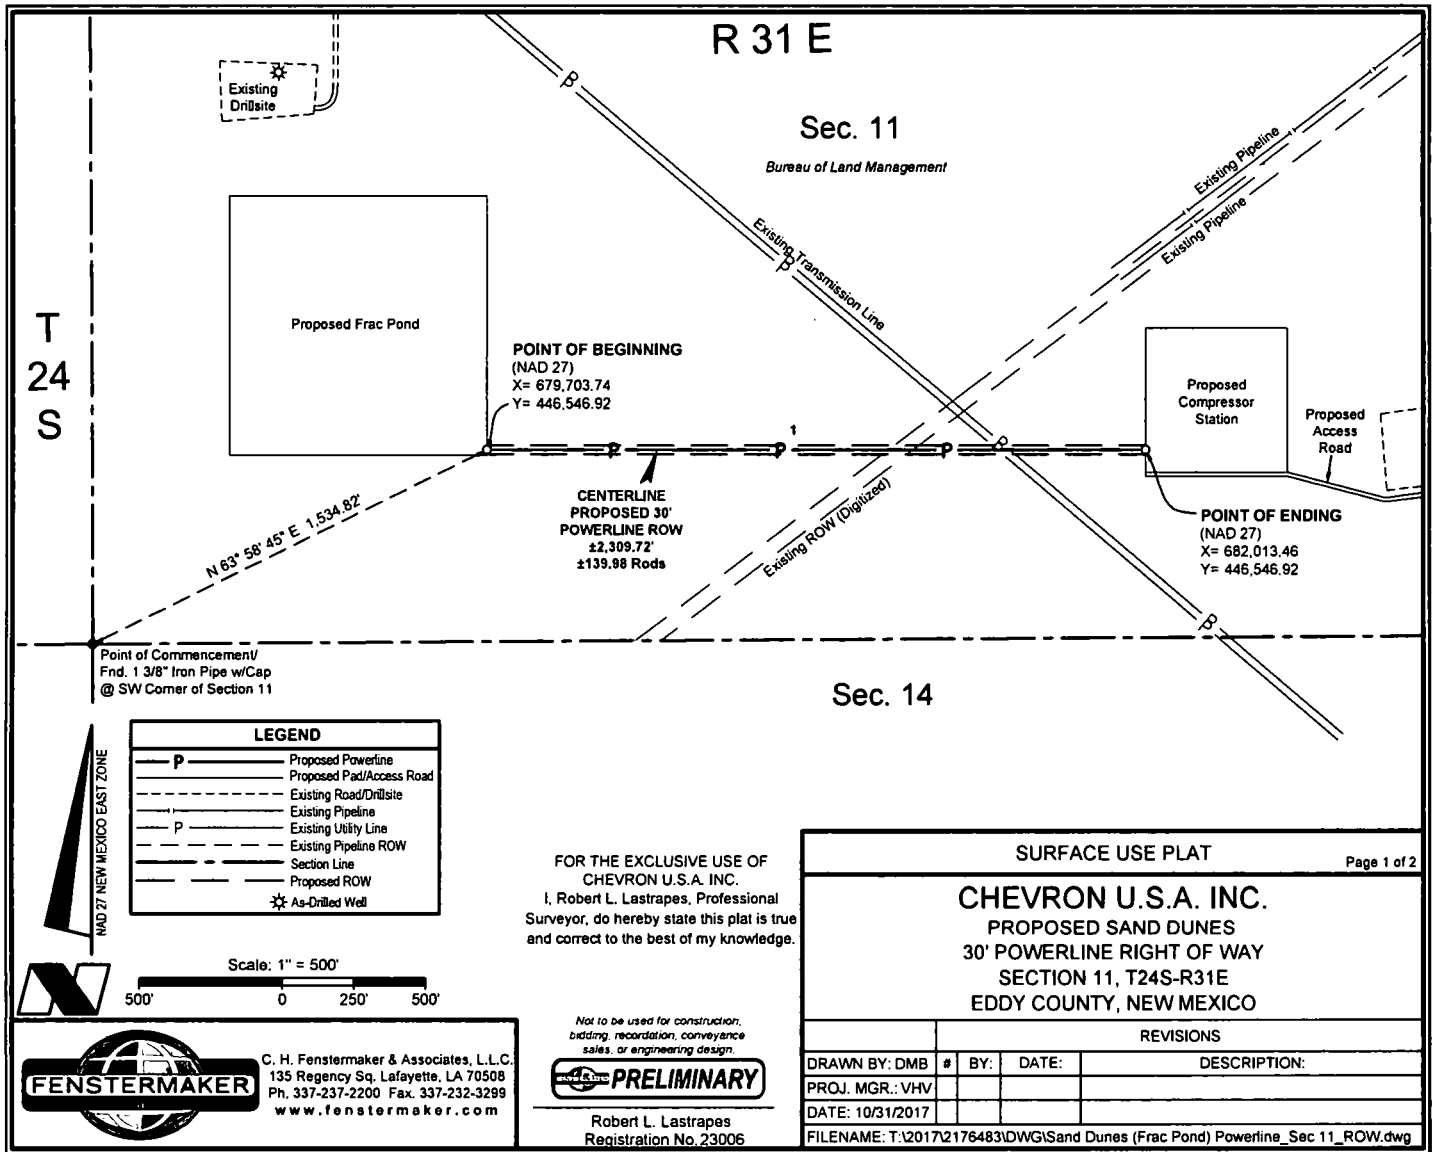 R 31 E
Existing
Drillsite
Sec. 11
Bureau of Land Management
Existing Pipeline
Existing Pipeline
Existing Transmission Line
T
24
S
Proposed Frac Pond
POINT OF BEGINNING
(NAD 27)
X= 679,703.74
Y= 446,546.92
Proposed
Compressor
Station
Proposed
Access
Road
1
P
P
P
P
P
P
P
CENTERLINE
PROPOSED 30'
POWERLINE ROW
±2,309.72'
±139.98 Rods
Existing ROW (Digitized)
POINT OF ENDING
(NAD 27)
X= 682,013.46
Y= 446,546.92
N 63° 58' 45" E 1,534.82'
Point of Commencement/
Fnd. 1 3/8" Iron Pipe w/Cap
@ SW Corner of Section 11
Sec. 14
NAD 27 NEW MEXICO EAST ZONE
N
LEGEND
P Proposed Powerline
Proposed Pad/Access Road
Existing Road/Drillsite
Existing Pipeline
P Existing Utility Line
Existing Pipeline ROW
Section Line
Proposed ROW
As-Drilled Well
Scale: 1" = 500'
500' 0 250' 500'
FOR THE EXCLUSIVE USE OF
CHEVRON U.S.A. INC.
I, Robert L. Lastrapes, Professional
Surveyor, do hereby state this plat is true
and correct to the best of my knowledge.
SURFACE USE PLAT Page 1 of 2
CHEVRON U.S.A. INC.
PROPOSED SAND DUNES
30' POWERLINE RIGHT OF WAY
SECTION 11, T24S-R31E
EDDY COUNTY, NEW MEXICO
REVISIONS
DRAWN BY: DMB # BY: DATE: DESCRIPTION:
PROJ. MGR.: VHV
DATE: 10/31/2017
FILENAME: T:\2017\2176483\DWG\Sand Dunes (Frac Pond) Powerline_Sec 11_ROW.dwg
FENSTERMAKER
C. H. Fenstermaker & Associates, L.L.C.
135 Regency Sq. Lafayette, LA 70508
Ph. 337-237-2200 Fax. 337-232-3299
www.fenstermaker.com
Not to be used for construction,
bidding, recordation, conveyance
sales, or engineering design.
PRELIMINARY
Robert L. Lastrapes
Registration No. 23006